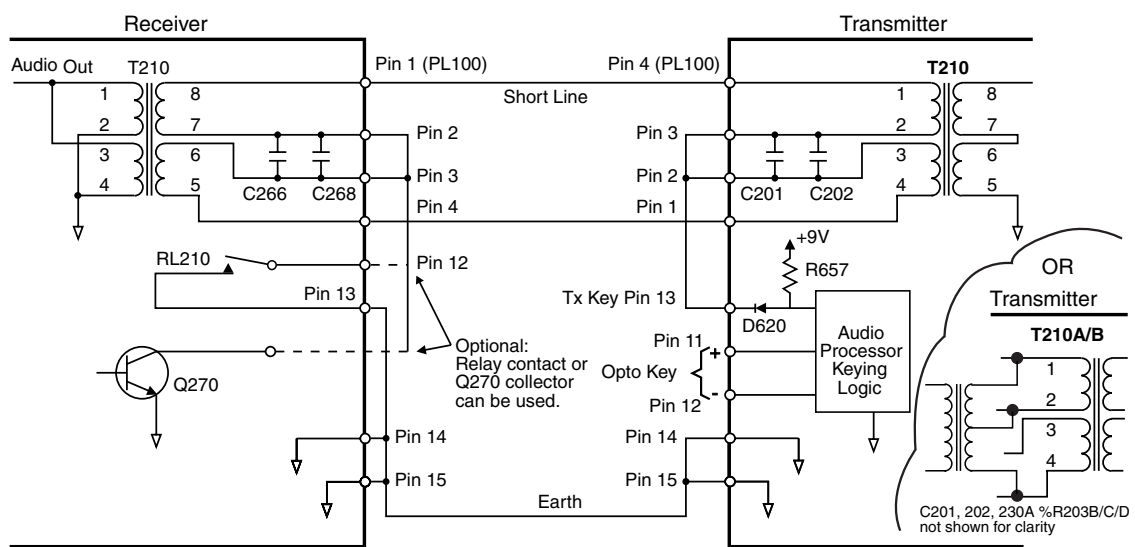 Receiver
Transmitter
Audio Out
T210
Pin 1 (PL100)
Pin 4 (PL100)
T210
Short Line
1
8
1
8
2
7
Pin 2
Pin 3
2
7
3
6
3
6
4
5
C266
C268
Pin 3
Pin 2
C201
C202
4
5
Pin 4
Pin 1
RL210
Pin 12
+9V
R657
Pin 13
Tx Key Pin 13
D620
Optional:
Relay contact or
Q270 collector
can be used.
Q270
Pin 11
+
Opto Key
-
Pin 12
Audio
Processor
Keying
Logic
OR
Transmitter
T210A/B
1
2
3
4
Pin 14
Pin 14
Pin 15
Pin 15
Earth
C201, 202, 230A %R203B/C/D
not shown for clarity